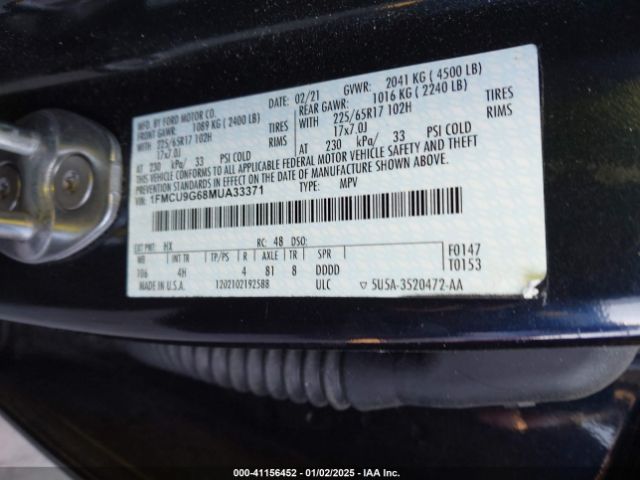 MFD. BY FORD MOTOR CO. DATE: 02/21 GVWR: 2041 KG ( 4500 LB)
FRONT GAWR: 1089 KG ( 2400 LB) REAR GAWR: 1016 KG ( 2240 LB)
WITH 225/65R17 102H TIRES WITH 225/65R17 102H TIRES
17x7.0J RIMS 17x7.0J RIMS
AT 230 kPa/ 33 PSI COLD AT 230 kPa/ 33 PSI COLD
THIS VEHICLE CONFORMS TO ALL APPLICABLE FEDERAL MOTOR VEHICLE SAFETY AND THEFT
PREVENTION STANDARDS IN EFFECT ON THE DATE OF MANUFACTURE SHOWN ABOVE.
VIN: 1FMCU9G68MUA33371 TYPE: MPV
EXT PNT: HX RC: 48 DSO: F0147
WB INT TR TP/PS R AXLE S SPR T0153
106 4H 4 81 8 DDDD
MADE IN U.S.A. 1202102192588 ULC ▽ 5U5A-3520472-AA
000-41156452 - 01/02/2025 - IAA Inc.